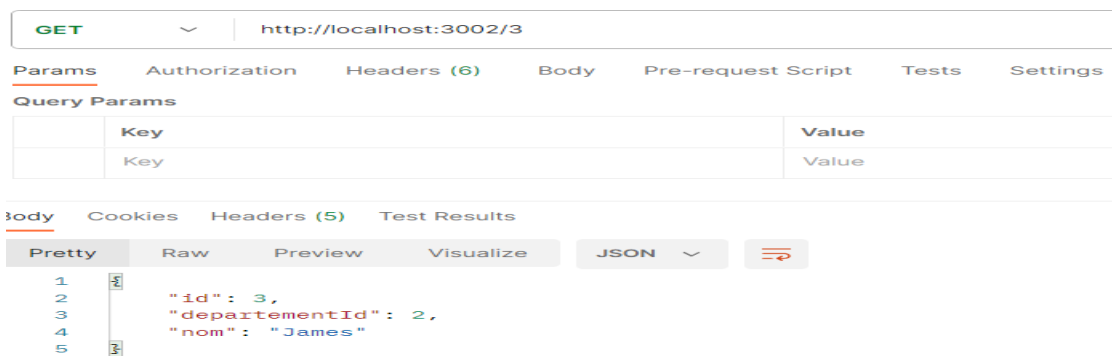 GET http://localhost:3002/3
Params Authorization Headers (6) Body Pre-request Script Tests Settings
Query Params
Key Value
Key Value
Body Cookies Headers (5) Test Results
Pretty Raw Preview Visualize JSON
1 {
2 "id": 3,
3 "departementId": 2,
4 "nom": "James"
5 }